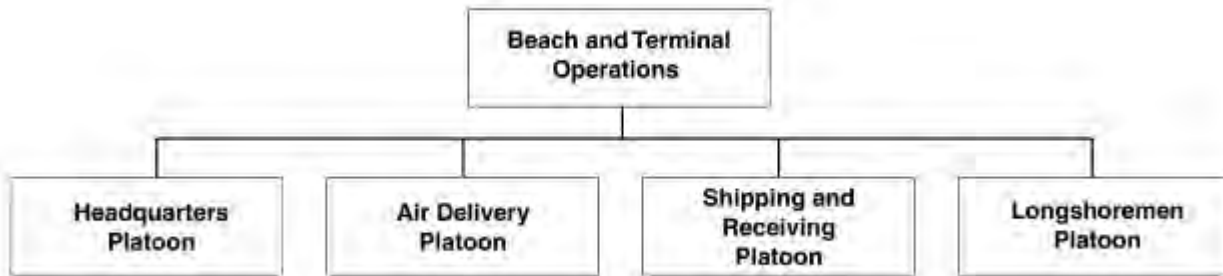 Beach and Terminal
Operations
Headquarters
Platoon
Air Delivery
Platoon
Shipping and
Receiving
Platoon
Longshoremen
Platoon